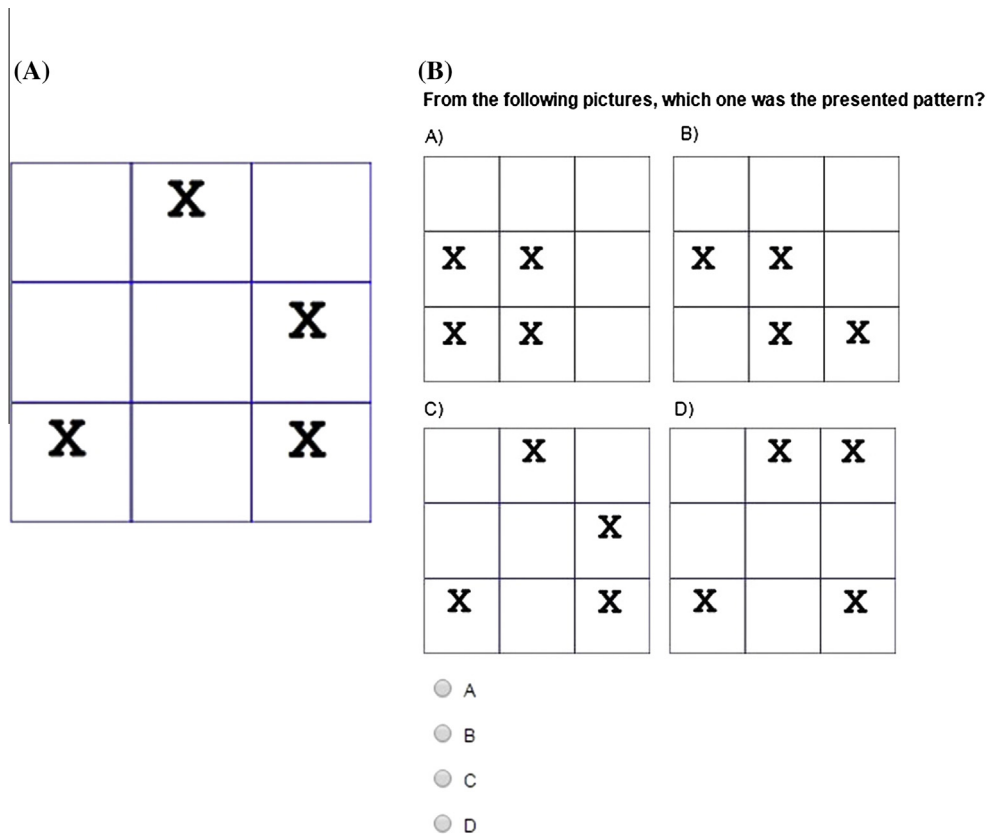 (A)
X
X
X X
(B)
From the following pictures, which one was the presented pattern?
A)
X X
X X
B)
X X
X X
C)
X
X
X X
D)
X X
X X
A
B
C
D